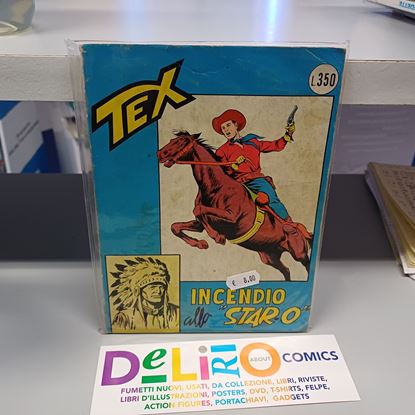 TEX
L.350
€ 8,00
INCENDIO
allo "STAR-O"
DeLiRiO ABOUT COMICS
FUMETTI NUOVI, USATI, DA COLLEZIONE, LIBRI, RIVISTE,
LIBRI D'ILLUSTRAZIONI, POSTERS, DVD, T-SHIRTS, FELPE,
ACTION FIGURES, PORTACHIAVI, GADGETS